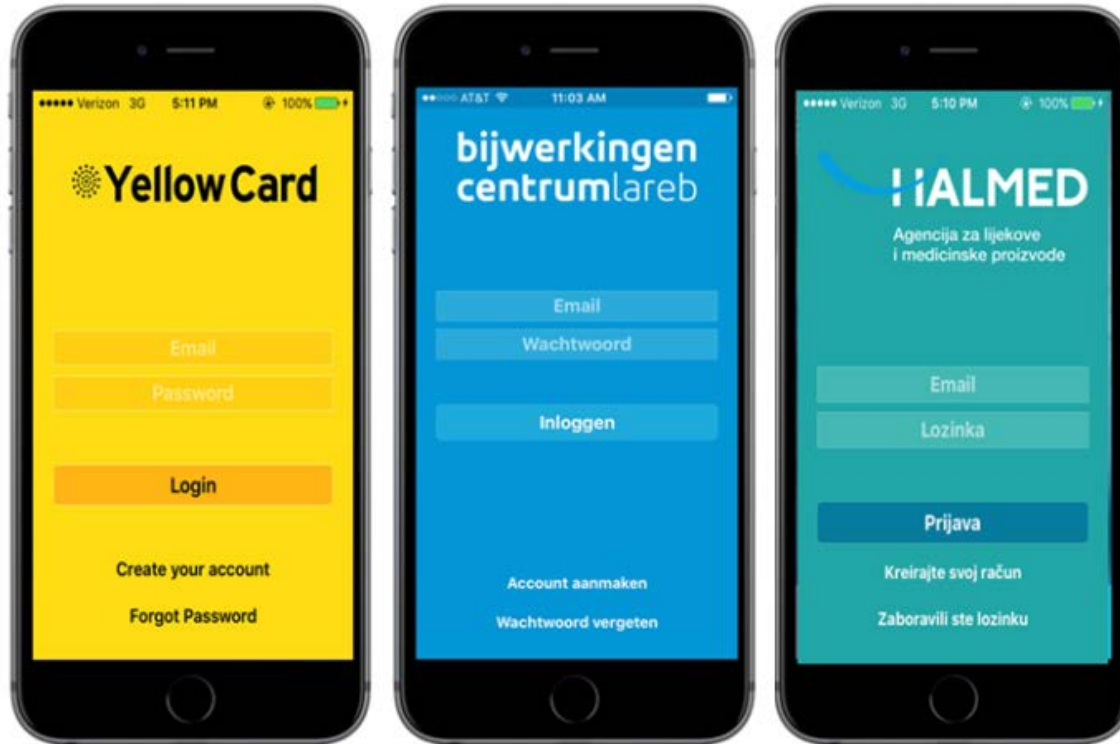 Verizon 3G 5:11 PM 100%
Yellow Card
Email
Password
Login
Create your account
Forgot Password
AT&T 11:03 AM
bijwerkingen
centrumlareb
Email
Wachtwoord
Inloggen
Account aanmaken
Wachtwoord vergeten
Verizon 3G 5:10 PM 100%
HALMED
Agencija za lijekove
i medicinske proizvode
Email
Lozinka
Prijava
Kreirajte svoj račun
Zaboravili ste lozinku